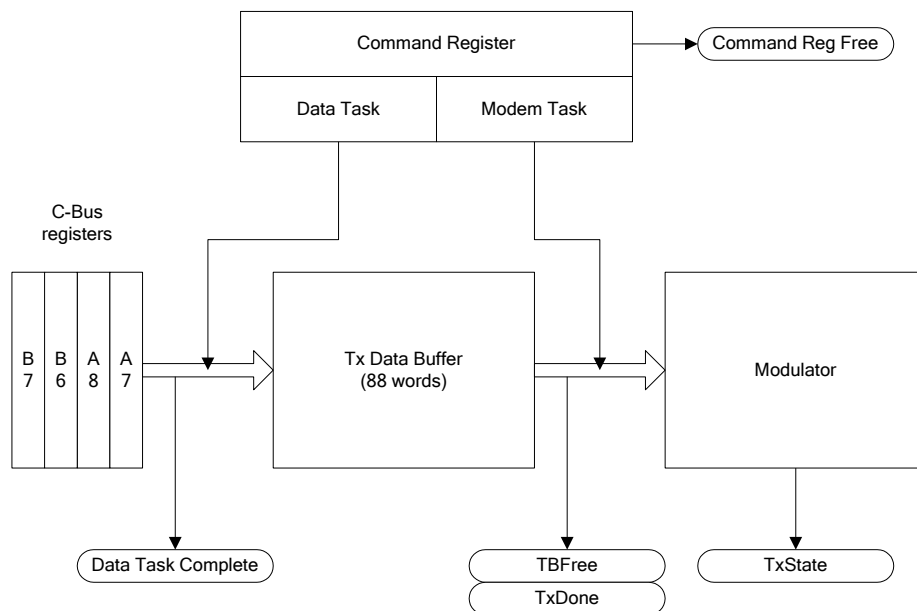 Command Register
Command Reg Free
Data Task
Modem Task
C-Bus
registers
B
7
B
6
A
8
A
7
Tx Data Buffer
(88 words)
Modulator
Data Task Complete
TBFree
TxDone
TxState